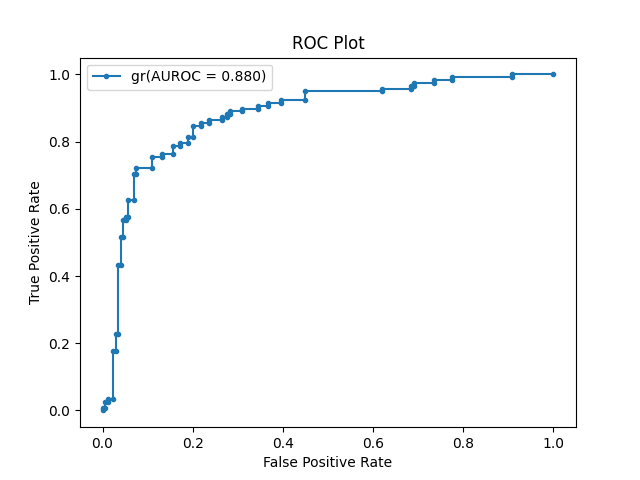 ROC Plot
gr(AUROC = 0.880)
True Positive Rate
1.0
0.8
0.6
0.4
0.2
0.0
0.0 0.2 0.4 0.6 0.8 1.0
False Positive Rate